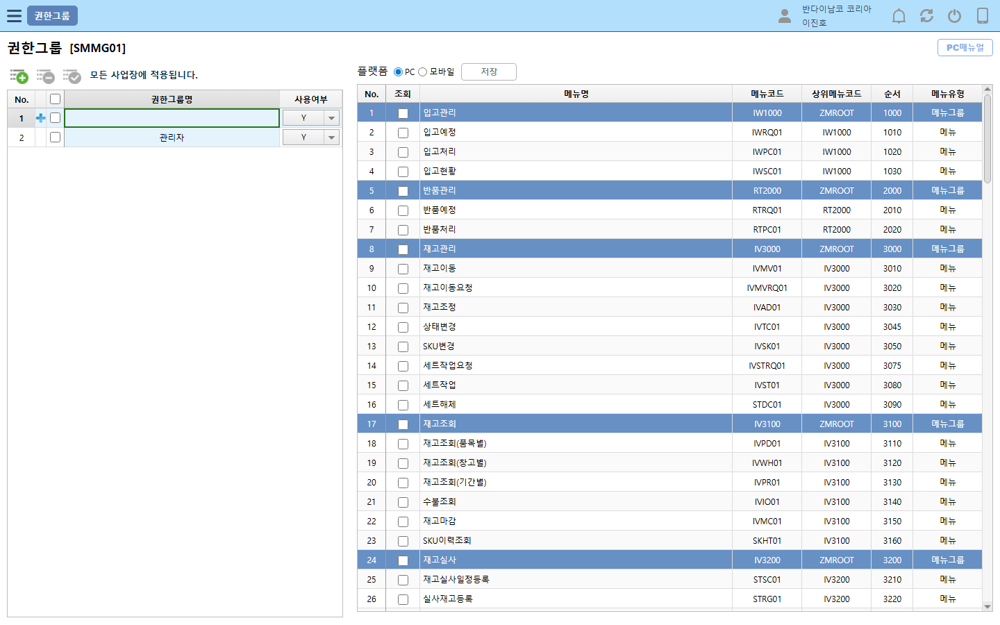 권한그룹
반다이남코 코리아
이진호
권한그룹 [SMMG01]
PC매뉴얼
모든 사업장에 적용됩니다.
플랫폼 PC 모바일 저장
No. 권한그룹명 사용여부
1 Y
2 관리자 Y
No. 조회 메뉴명 메뉴코드 상위메뉴코드 순서 메뉴유형
1 입고관리 IW1000 ZMROOT 1000 메뉴그룹
2 입고예정 IWRQ01 IW1000 1010 메뉴
3 입고처리 IWPC01 IW1000 1020 메뉴
4 입고현황 IWSC01 IW1000 1030 메뉴
5 반품관리 RT2000 ZMROOT 2000 메뉴그룹
6 반품예정 RTRQ01 RT2000 2010 메뉴
7 반품처리 RTPC01 RT2000 2020 메뉴
8 재고관리 IV3000 ZMROOT 3000 메뉴그룹
9 재고이동 IVMV01 IV3000 3010 메뉴
10 재고이동요청 IVMVRQ01 IV3000 3020 메뉴
11 재고조정 IVAD01 IV3000 3030 메뉴
12 상태변경 IVTC01 IV3000 3045 메뉴
13 SKU변경 IVSK01 IV3000 3050 메뉴
14 세트작업요청 IVSTRQ01 IV3000 3075 메뉴
15 세트작업 IVST01 IV3000 3080 메뉴
16 세트해체 STDC01 IV3000 3090 메뉴
17 재고조회 IV3100 ZMROOT 3100 메뉴그룹
18 재고조회(품목별) IVPD01 IV3100 3110 메뉴
19 재고조회(창고별) IVWH01 IV3100 3120 메뉴
20 재고조회(기간별) IVPR01 IV3100 3130 메뉴
21 수불조회 IVIO01 IV3100 3140 메뉴
22 재고마감 IVMC01 IV3100 3150 메뉴
23 SKU이력조회 SKHT01 IV3100 3160 메뉴
24 재고실사 IV3200 ZMROOT 3200 메뉴그룹
25 재고실사일정등록 STSC01 IV3200 3210 메뉴
26 실사재고등록 STRG01 IV3200 3220 메뉴